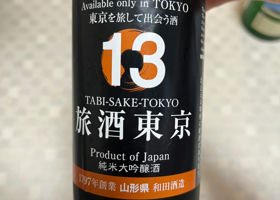 Available only in TOKYO
東京を旅して出会う酒
13
TABI-SAKE-TOKYO
旅酒東京
Product of Japan
純米大吟醸酒
1797年創業 山形県 和田酒造